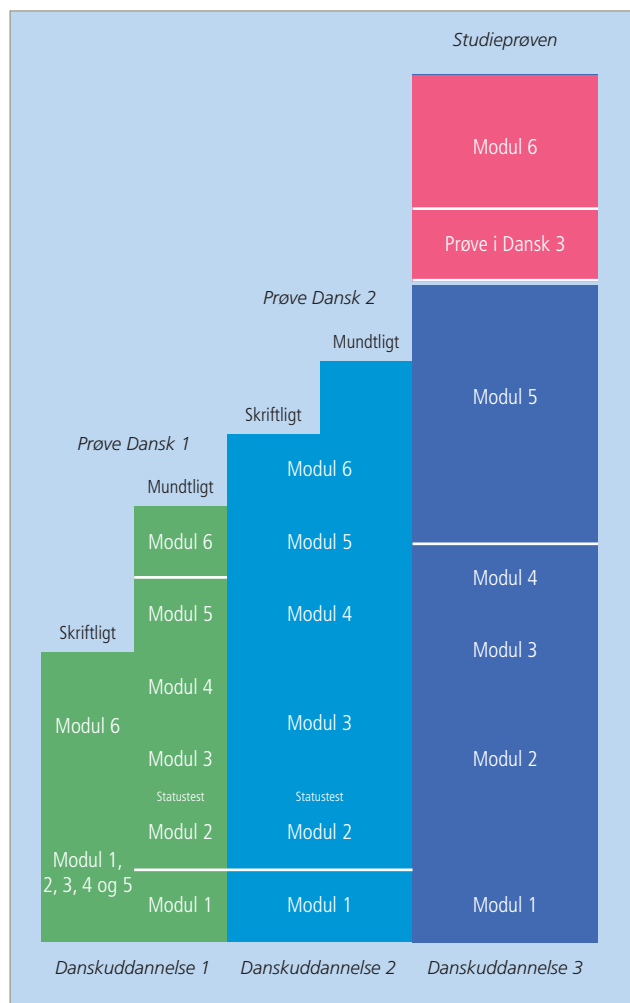 Studieprøven
Modul 6
Prøve i Dansk 3
Prøve Dansk 2
Mundtligt
Modul 5
Skriftligt
Prøve Dansk 1
Modul 6
Mundtligt
Modul 6
Modul 5
Modul 4
Modul 5
Modul 4
Skriftligt
Modul 3
Modul 4
Modul 6
Modul 3
Modul 3
Modul 2
Statustest
Statustest
Modul 2
Modul 2
Modul 1,
2, 3, 4 og 5
Modul 1
Modul 1
Modul 1
Danskuddannelse 1
Danskuddannelse 2
Danskuddannelse 3